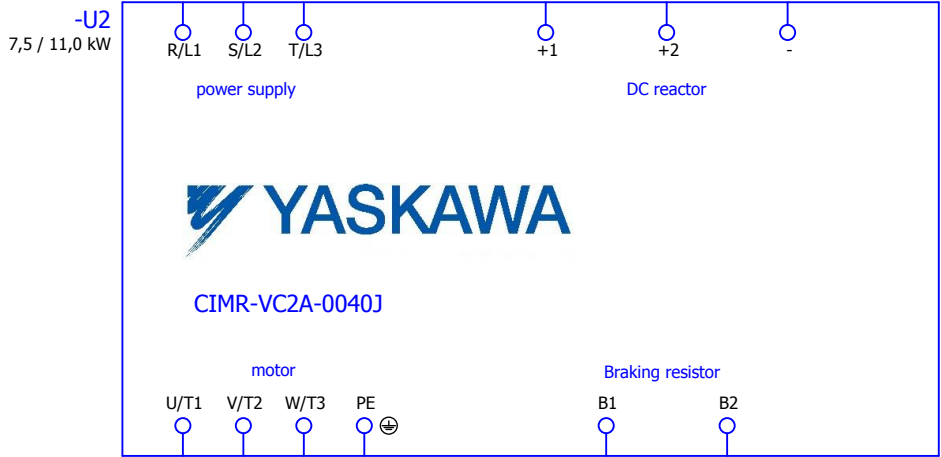 -U2
7,5 / 11,0 kW
R/L1 S/L2 T/L3 +1 +2 -
power supply DC reactor
YASKAWA
CIMR-VC2A-0040J
motor Braking resistor
U/T1 V/T2 W/T3 PE B1 B2